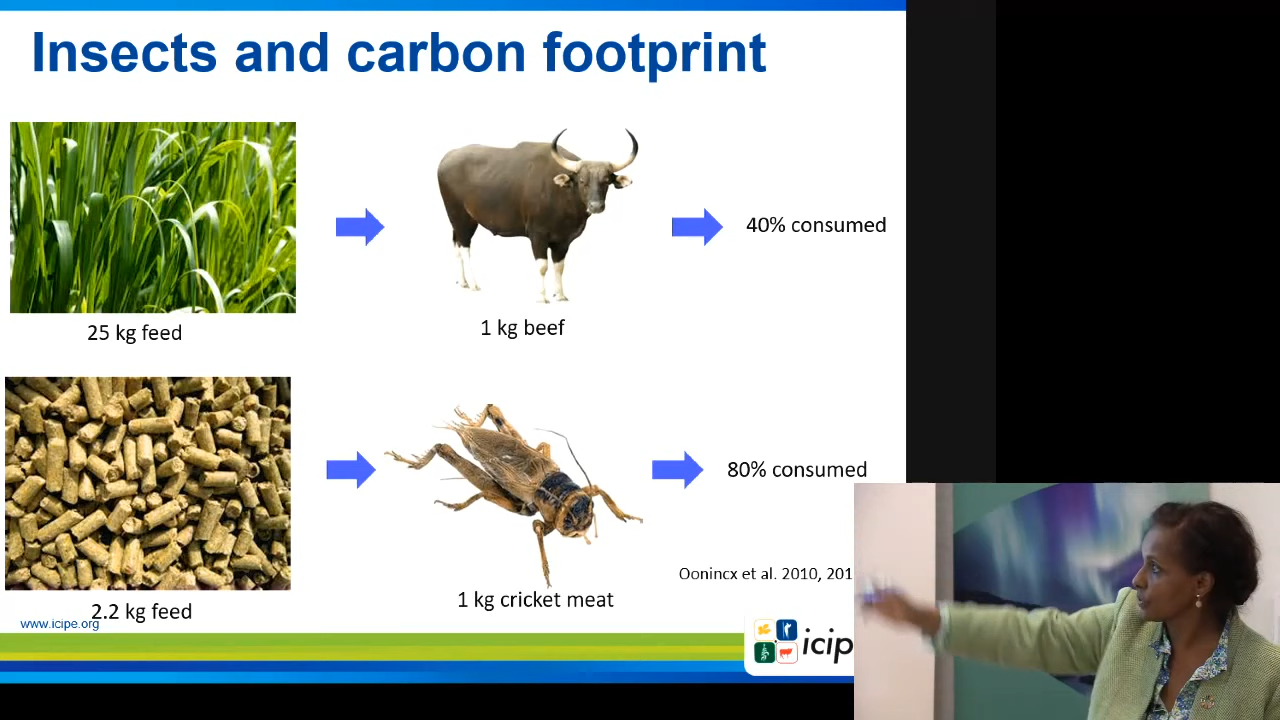 Insects and carbon footprint
40% consumed
25 kg feed
1 kg beef
80% consumed
Oonincx et al. 2010, 201
1 kg cricket meat
2.2 kg feed
www.icipe.org
icip